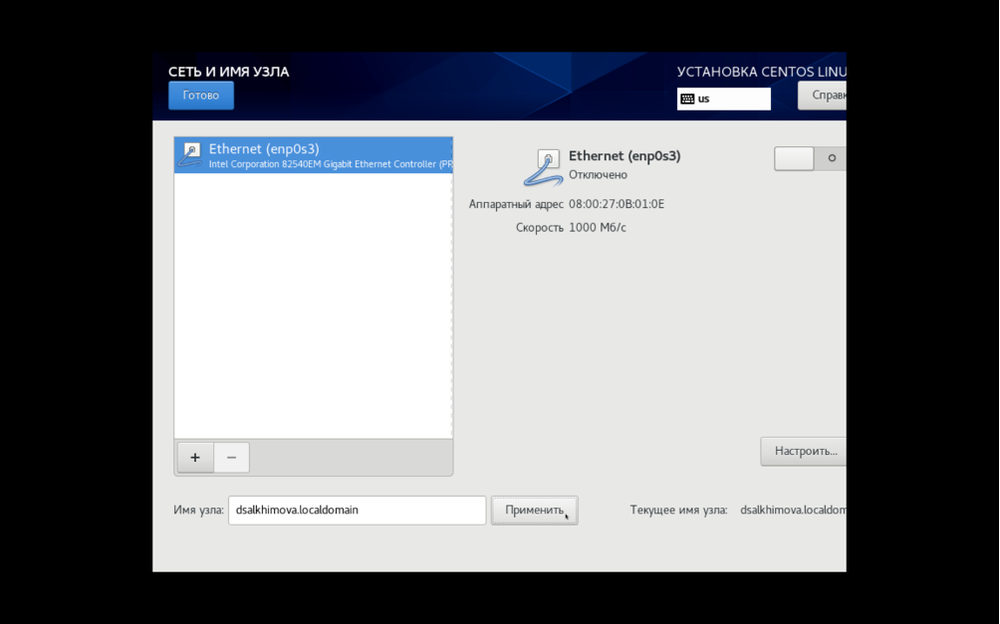 СЕТЬ И ИМЯ УЗЛА
УСТАНОВКА CENTOS LINU
Готово
us
Справк
Ethernet (enp0s3)
Intel Corporation 82540EM Gigabit Ethernet Controller (PR
Ethernet (enp0s3)
Отключено
Аппаратный адрес 08:00:27:0B:01:0E
Скорость 1000 Мб/с
+ −
Настроить...
Имя узла: dsalkhimova.localdomain Применить Текущее имя узла: dsalkhimova.localdom